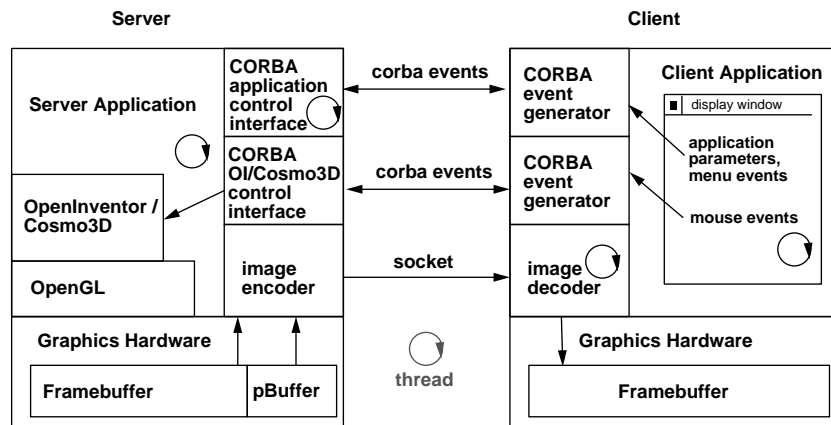 Server
Client
CORBA
application
control
interface
Server Application
CORBA
OI/Cosmo3D
control
interface
OpenInventor /
Cosmo3D
OpenGL
image
encoder
Graphics Hardware
Framebuffer
pBuffer
corba events
corba events
socket
thread
CORBA
event
generator
CORBA
event
generator
image
decoder
Client Application
display window
application
parameters,
menu events
mouse events
Graphics Hardware
Framebuffer